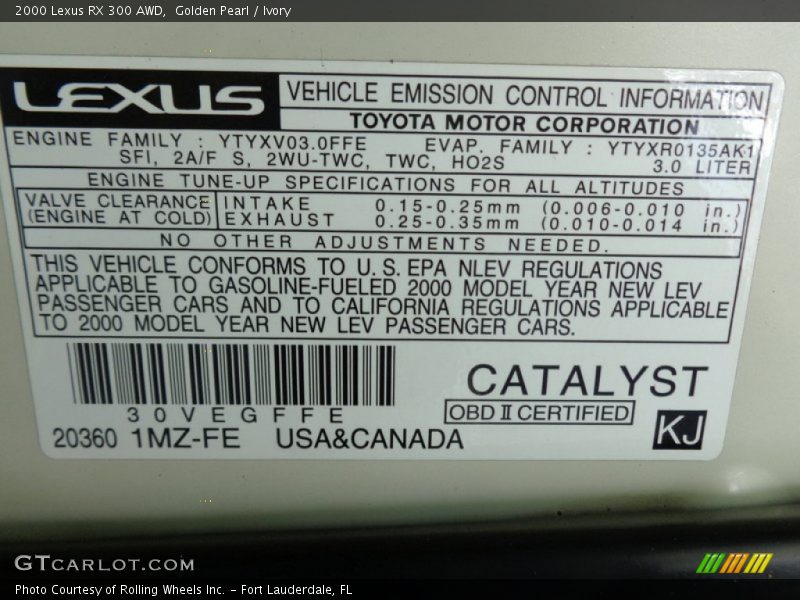 2000 Lexus RX 300 AWD,  Golden Pearl / Ivory
LEXUS
VEHICLE EMISSION CONTROL INFORMATION
TOYOTA MOTOR CORPORATION
ENGINE FAMILY : YTYXV03.0FFE EVAP. FAMILY : YTYXR0135AK1
SFI, 2A/F S, 2WU-TWC, TWC, HO2S 3.0 LITER
ENGINE TUNE-UP SPECIFICATIONS FOR ALL ALTITUDES
VALVE CLEARANCE INTAKE 0.15-0.25mm (0.006-0.010 in.)
(ENGINE AT COLD) EXHAUST 0.25-0.35mm (0.010-0.014 in.)
NO OTHER ADJUSTMENTS NEEDED.
THIS VEHICLE CONFORMS TO U.S. EPA NLEV REGULATIONS
APPLICABLE TO GASOLINE-FUELED 2000 MODEL YEAR NEW LEV
PASSENGER CARS AND TO CALIFORNIA REGULATIONS APPLICABLE
TO 2000 MODEL YEAR NEW LEV PASSENGER CARS.
30VEGFFE
CATALYST
OBD II CERTIFIED
20360 1MZ-FE USA&CANADA
KJ
GTCARLOT.COM
Photo Courtesy of Rolling Wheels Inc. - Fort Lauderdale, FL